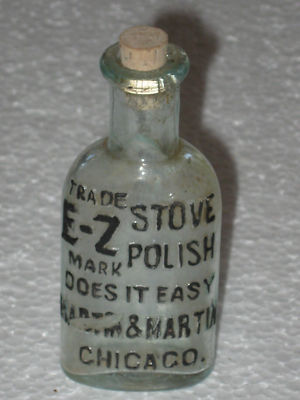 TRADE
E-Z STOVE
MARK POLISH
DOES IT EASY
MARTIN & MARTIN
CHICAGO.